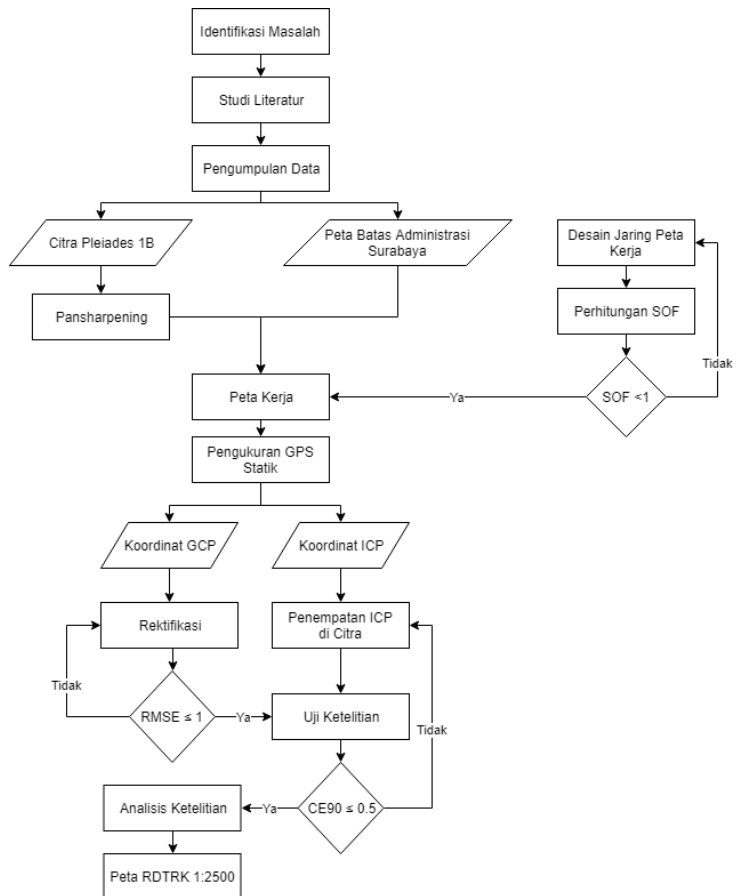 Identifikasi Masalah
Studi Literatur
Pengumpulan Data
Citra Pleiades 1B
Peta Batas Administrasi
Surabaya
Desain Jaring Peta
Kerja
Pansharpening
Perhitungan SOF
Tidak
Peta Kerja
Ya
SOF <1
Pengukuran GPS
Statik
Koordinat GCP
Koordinat ICP
Rektifikasi
Penempatan ICP
di Citra
Tidak
RMSE ≤ 1
Ya
Uji Ketelitian
Tidak
Analisis Ketelitian
Ya
CE90 ≤ 0.5
Peta RDTRK 1:2500